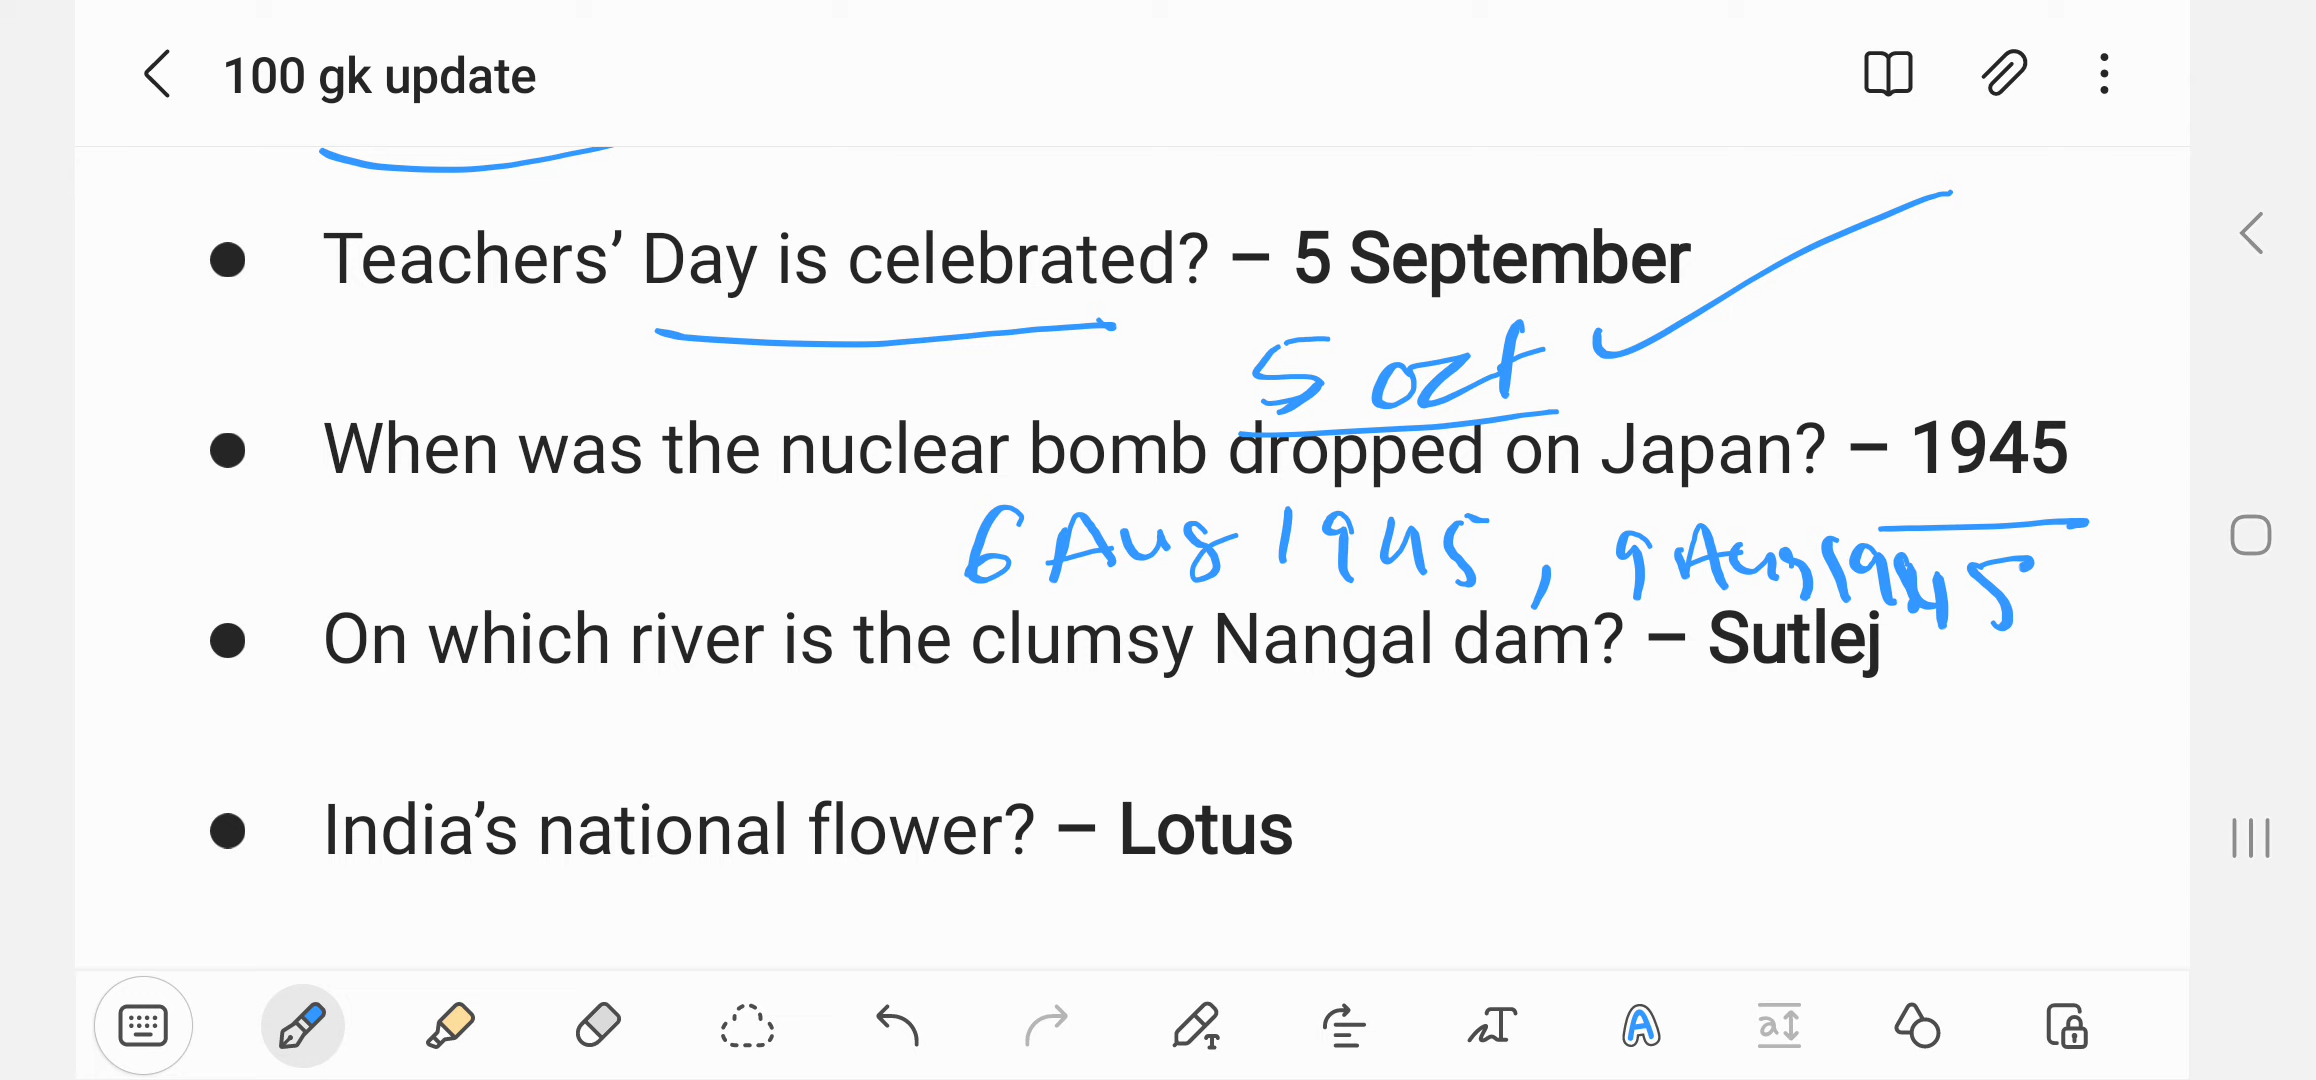 100 gk update
Teachers’ Day is celebrated? – 5 September
5 oct
When was the nuclear bomb dropped on Japan? – 1945
6 Aug 1945, 9 Aug 1945
On which river is the clumsy Nangal dam? – Sutlej
India’s national flower? – Lotus